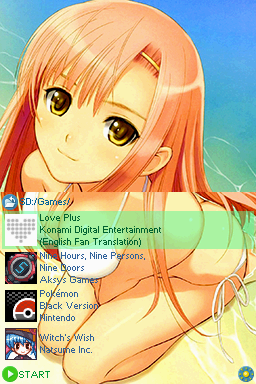 SD:/Games/
Love Plus
Konami Digital Entertainment
(English Fan Translation)
Nine Hours, Nine Persons,
Nine Doors
Aksys Games
Pokémon
Black Version
Nintendo
Witch's Wish
Natsume Inc.
START